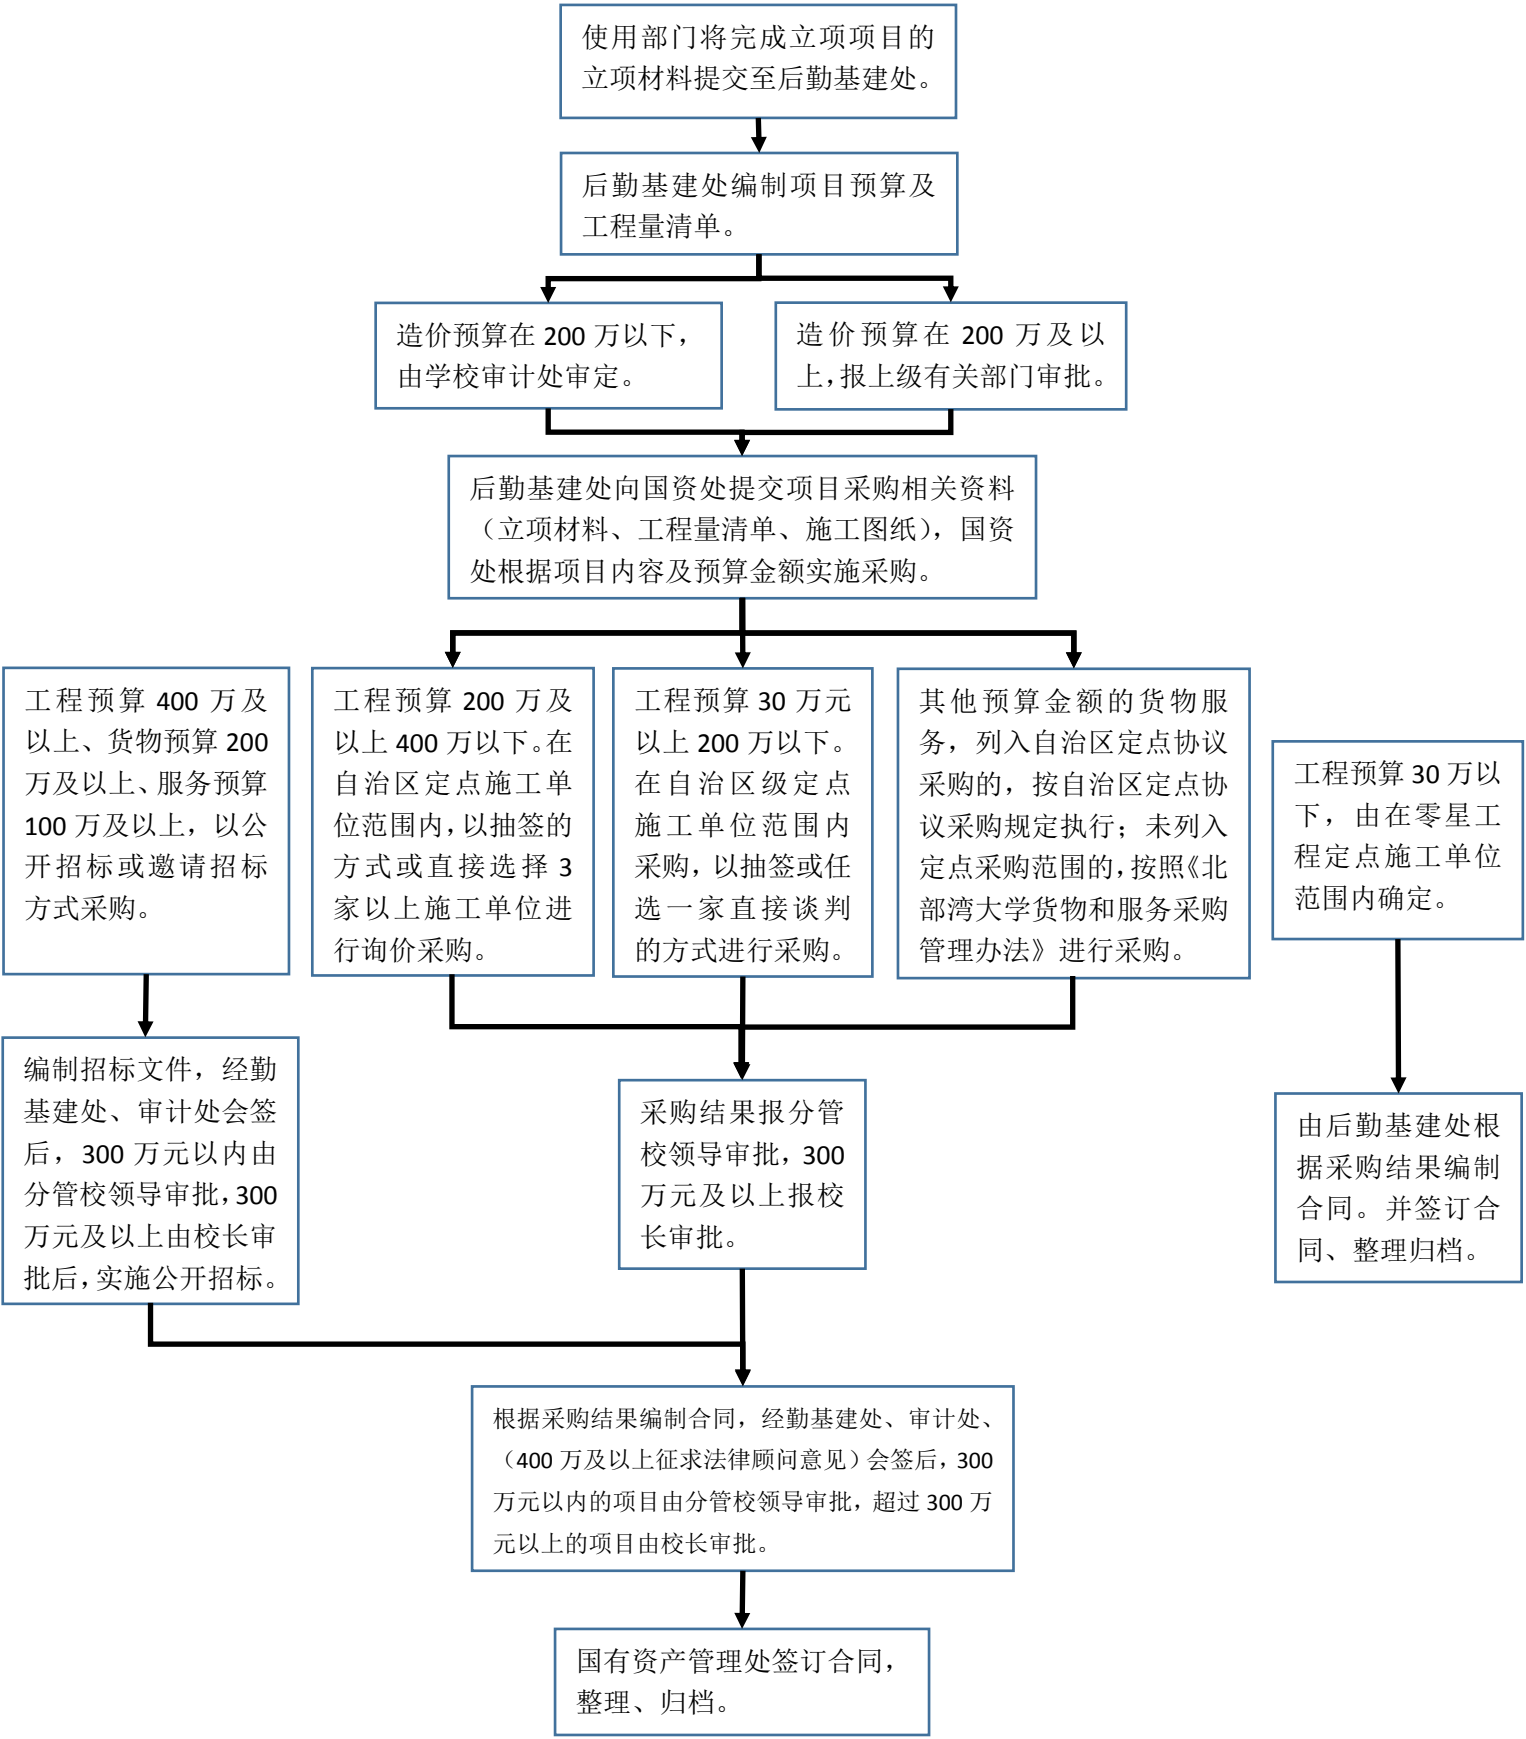 使用部门将完成立项项目的
立项材料提交至后勤基建处。
后勤基建处编制项目预算及
工程量清单。
造价预算在 200 万以下，
由学校审计处审定。
造价预算在 200 万及以
上，报上级有关部门审批。
后勤基建处向国资处提交项目采购相关资料
（立项材料、工程量清单、施工图纸），国资
处根据项目内容及预算金额实施采购。
工程预算 400 万及
以上、货物预算 200
万及以上、服务预算
100 万及以上，以公
开招标或邀请招标
方式采购。
工程预算 200 万及
以上 400 万以下。在
自治区定点施工单
位范围内，以抽签的
方式或直接选择 3
家以上施工单位进
行询价采购。
工程预算 30 万元
以上 200 万以下。
在自治区级定点
施工单位范围内
采购，以抽签或任
选一家直接谈判
的方式进行采购。
其他预算金额的货物服
务，列入自治区定点协议
采购的，按自治区定点协
议采购规定执行；未列入
定点采购范围的，按照《北
部湾大学货物和服务采购
管理办法》进行采购。
工程预算 30 万以
下，由在零星工
程定点施工单位
范围内确定。
编制招标文件，经勤
基建处、审计处会签
后，300 万元以内由
分管校领导审批，300
万元及以上由校长审
批后，实施公开招标。
采购结果报分管
校领导审批，300
万元及以上报校
长审批。
由后勤基建处根
据采购结果编制
合同。并签订合
同、整理归档。
根据采购结果编制合同，经勤基建处、审计处、
（400 万及以上征求法律顾问意见）会签后，300
万元以内的项目由分管校领导审批，超过 300 万
元以上的项目由校长审批。
国有资产管理处签订合同，
整理、归档。